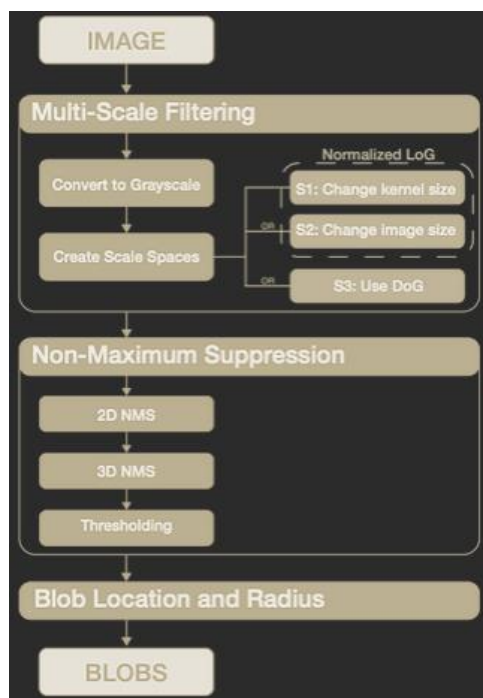 IMAGE
Multi-Scale Filtering
Normalized LoG
Convert to Grayscale
S1: Change kernel size
OR
S2: Change image size
Create Scale Spaces
OR
S3: Use DoG
Non-Maximum Suppression
2D NMS
3D NMS
Thresholding
Blob Location and Radius
BLOBS